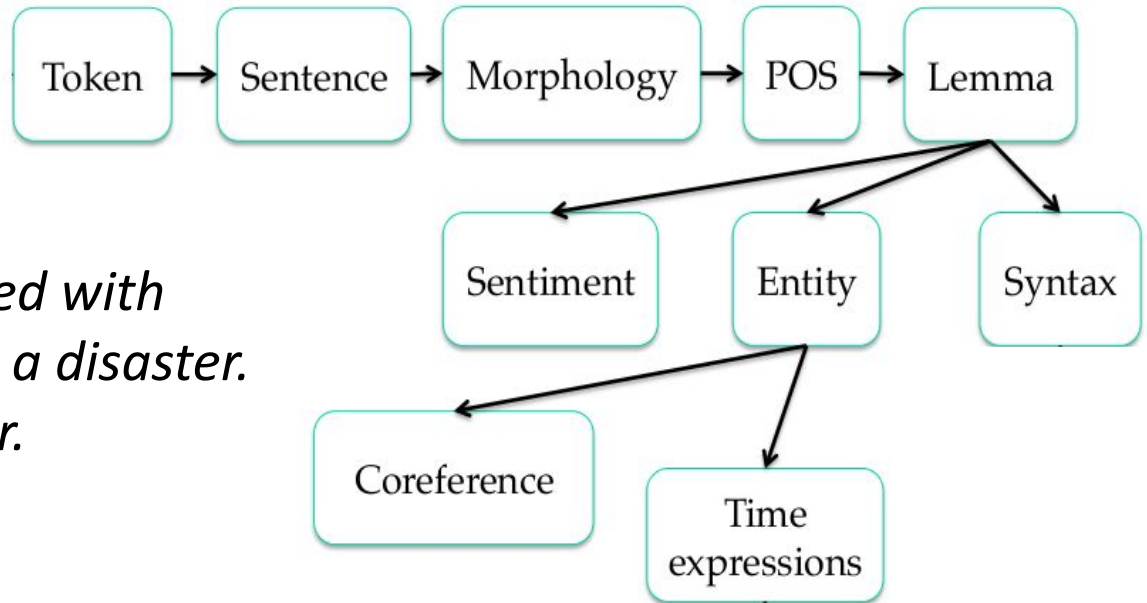 Token
Sentence
Morphology
POS
Lemma
Sentiment
Entity
Syntax
ed with
a disaster.
r.
Coreference
Time
expressions